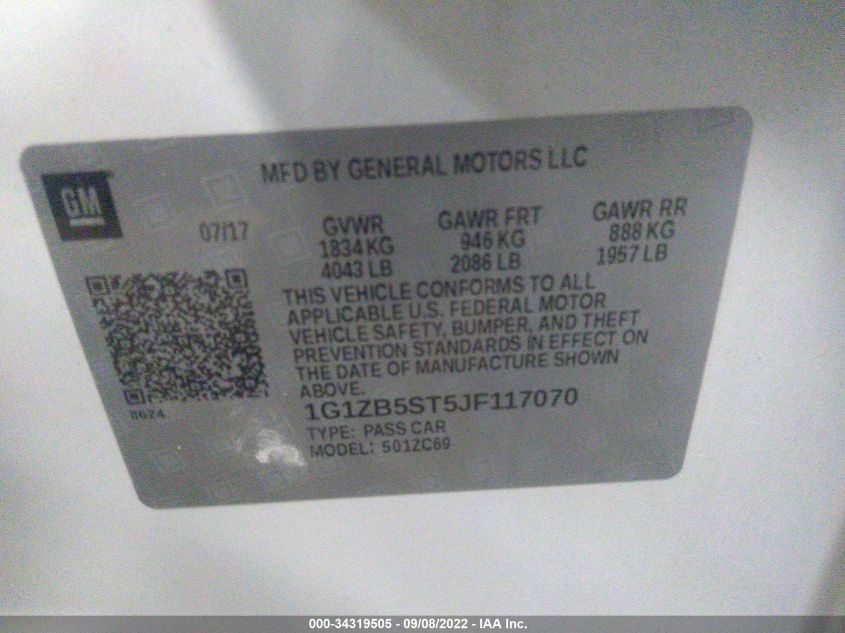 MFD BY GENERAL MOTORS LLC
GM
07/17
GVWR
1834 KG
4043 LB
GAWR FRT
946 KG
2086 LB
GAWR RR
888 KG
1957 LB
THIS VEHICLE CONFORMS TO ALL
APPLICABLE U.S. FEDERAL MOTOR
VEHICLE SAFETY, BUMPER, AND THEFT
PREVENTION STANDARDS IN EFFECT ON
THE DATE OF MANUFACTURE SHOWN
ABOVE.
8624
1G1ZB5ST5JF117070
TYPE: PASS CAR
MODEL: 501ZC69
000-34319505 - 09/08/2022 - IAA Inc.